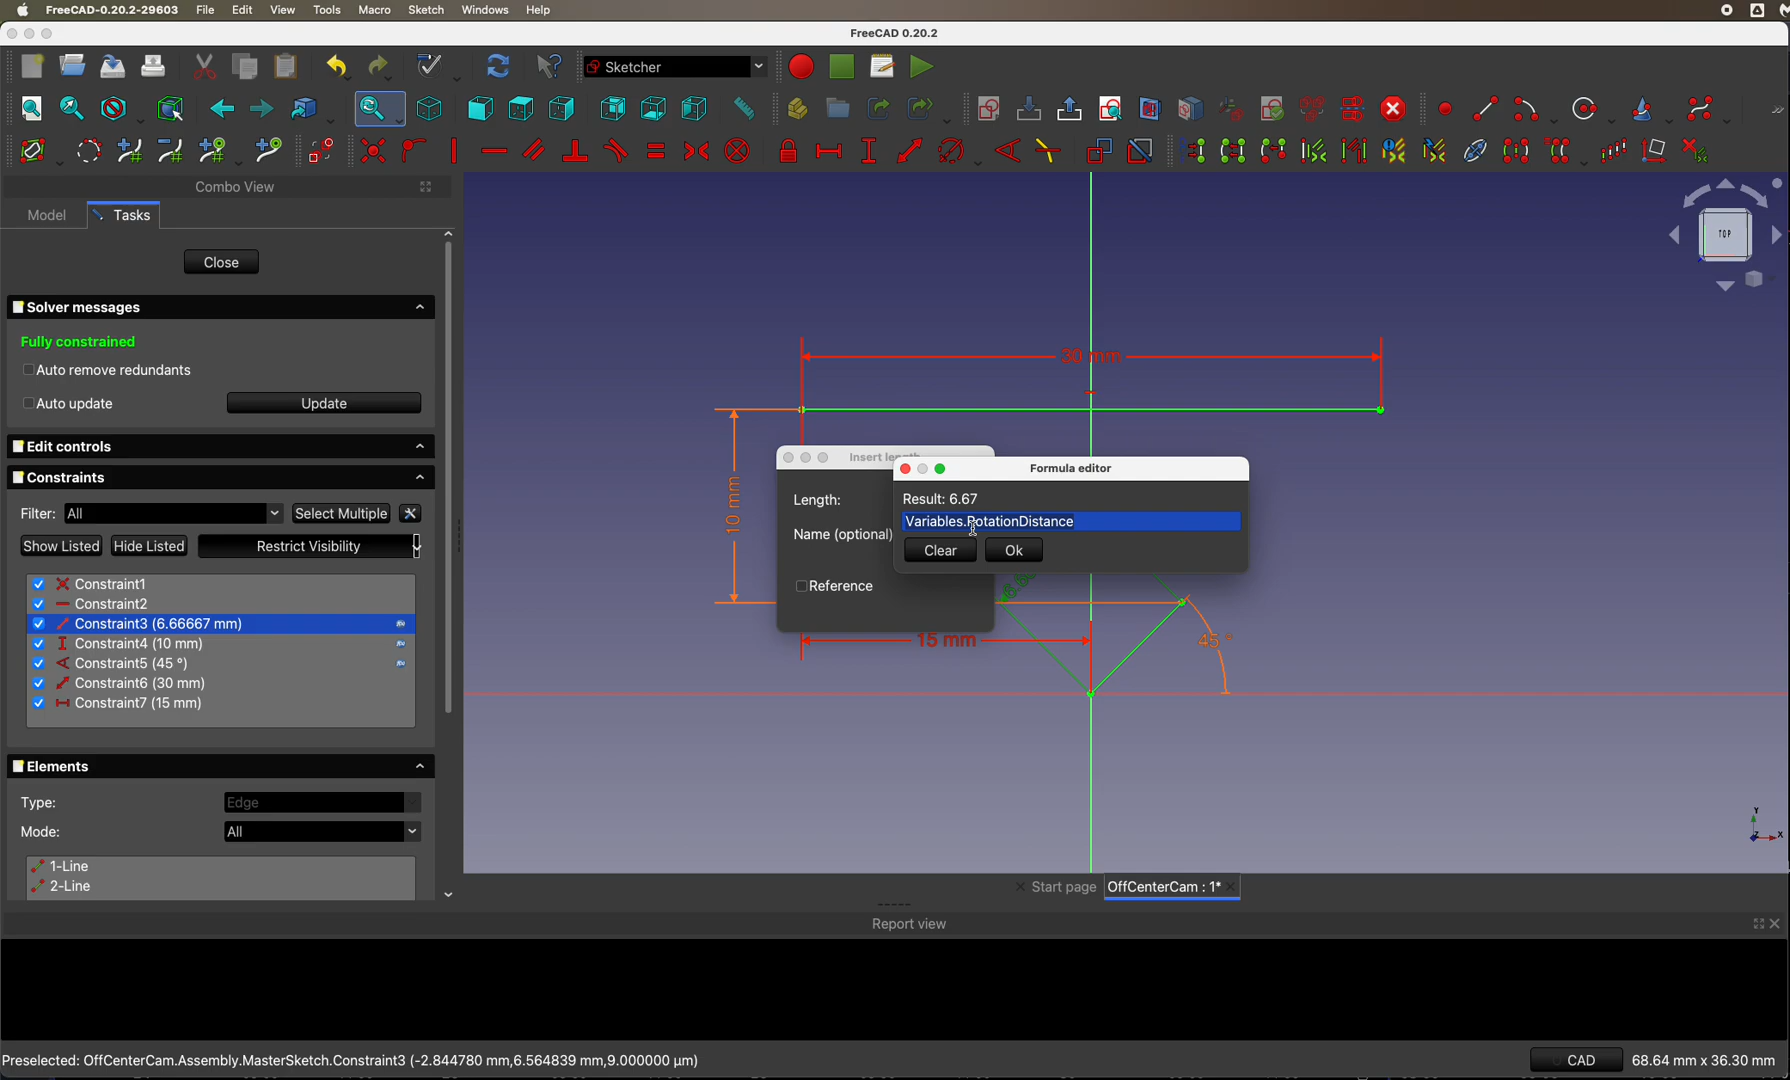 FreeCAD-0.20.2-29603 File Edit View Tools Macro Sketch Windows Help
FreeCAD 0.20.2
Sketcher
Combo View
Model Tasks
TOP
Close
Solver messages
Fully constrained
Auto remove redundants
Auto update Update
Edit controls
Constraints
Filter: All Select Multiple
Show Listed Hide Listed Restrict Visibility
Constraint1
Constraint2
Constraint3 (6.66667 mm)
Constraint4 (10 mm)
Constraint5 (45 °)
Constraint6 (30 mm)
Constraint7 (15 mm)
Elements
Type: Edge
Mode: All
1-Line
2-Line
30 mm
10 mm
15 mm
45 °
Insert
Length:
Name (optional)
Reference
Formula editor
Result: 6.67
Variables.RotationDistance
Clear Ok
Y
Z X
Start page OffCenterCam : 1*
Report view
Preselected: OffCenterCam.Assembly.MasterSketch.Constraint3 (-2.844780 mm,6.564839 mm,9.000000 µm)
CAD 68.64 mm x 36.30 mm